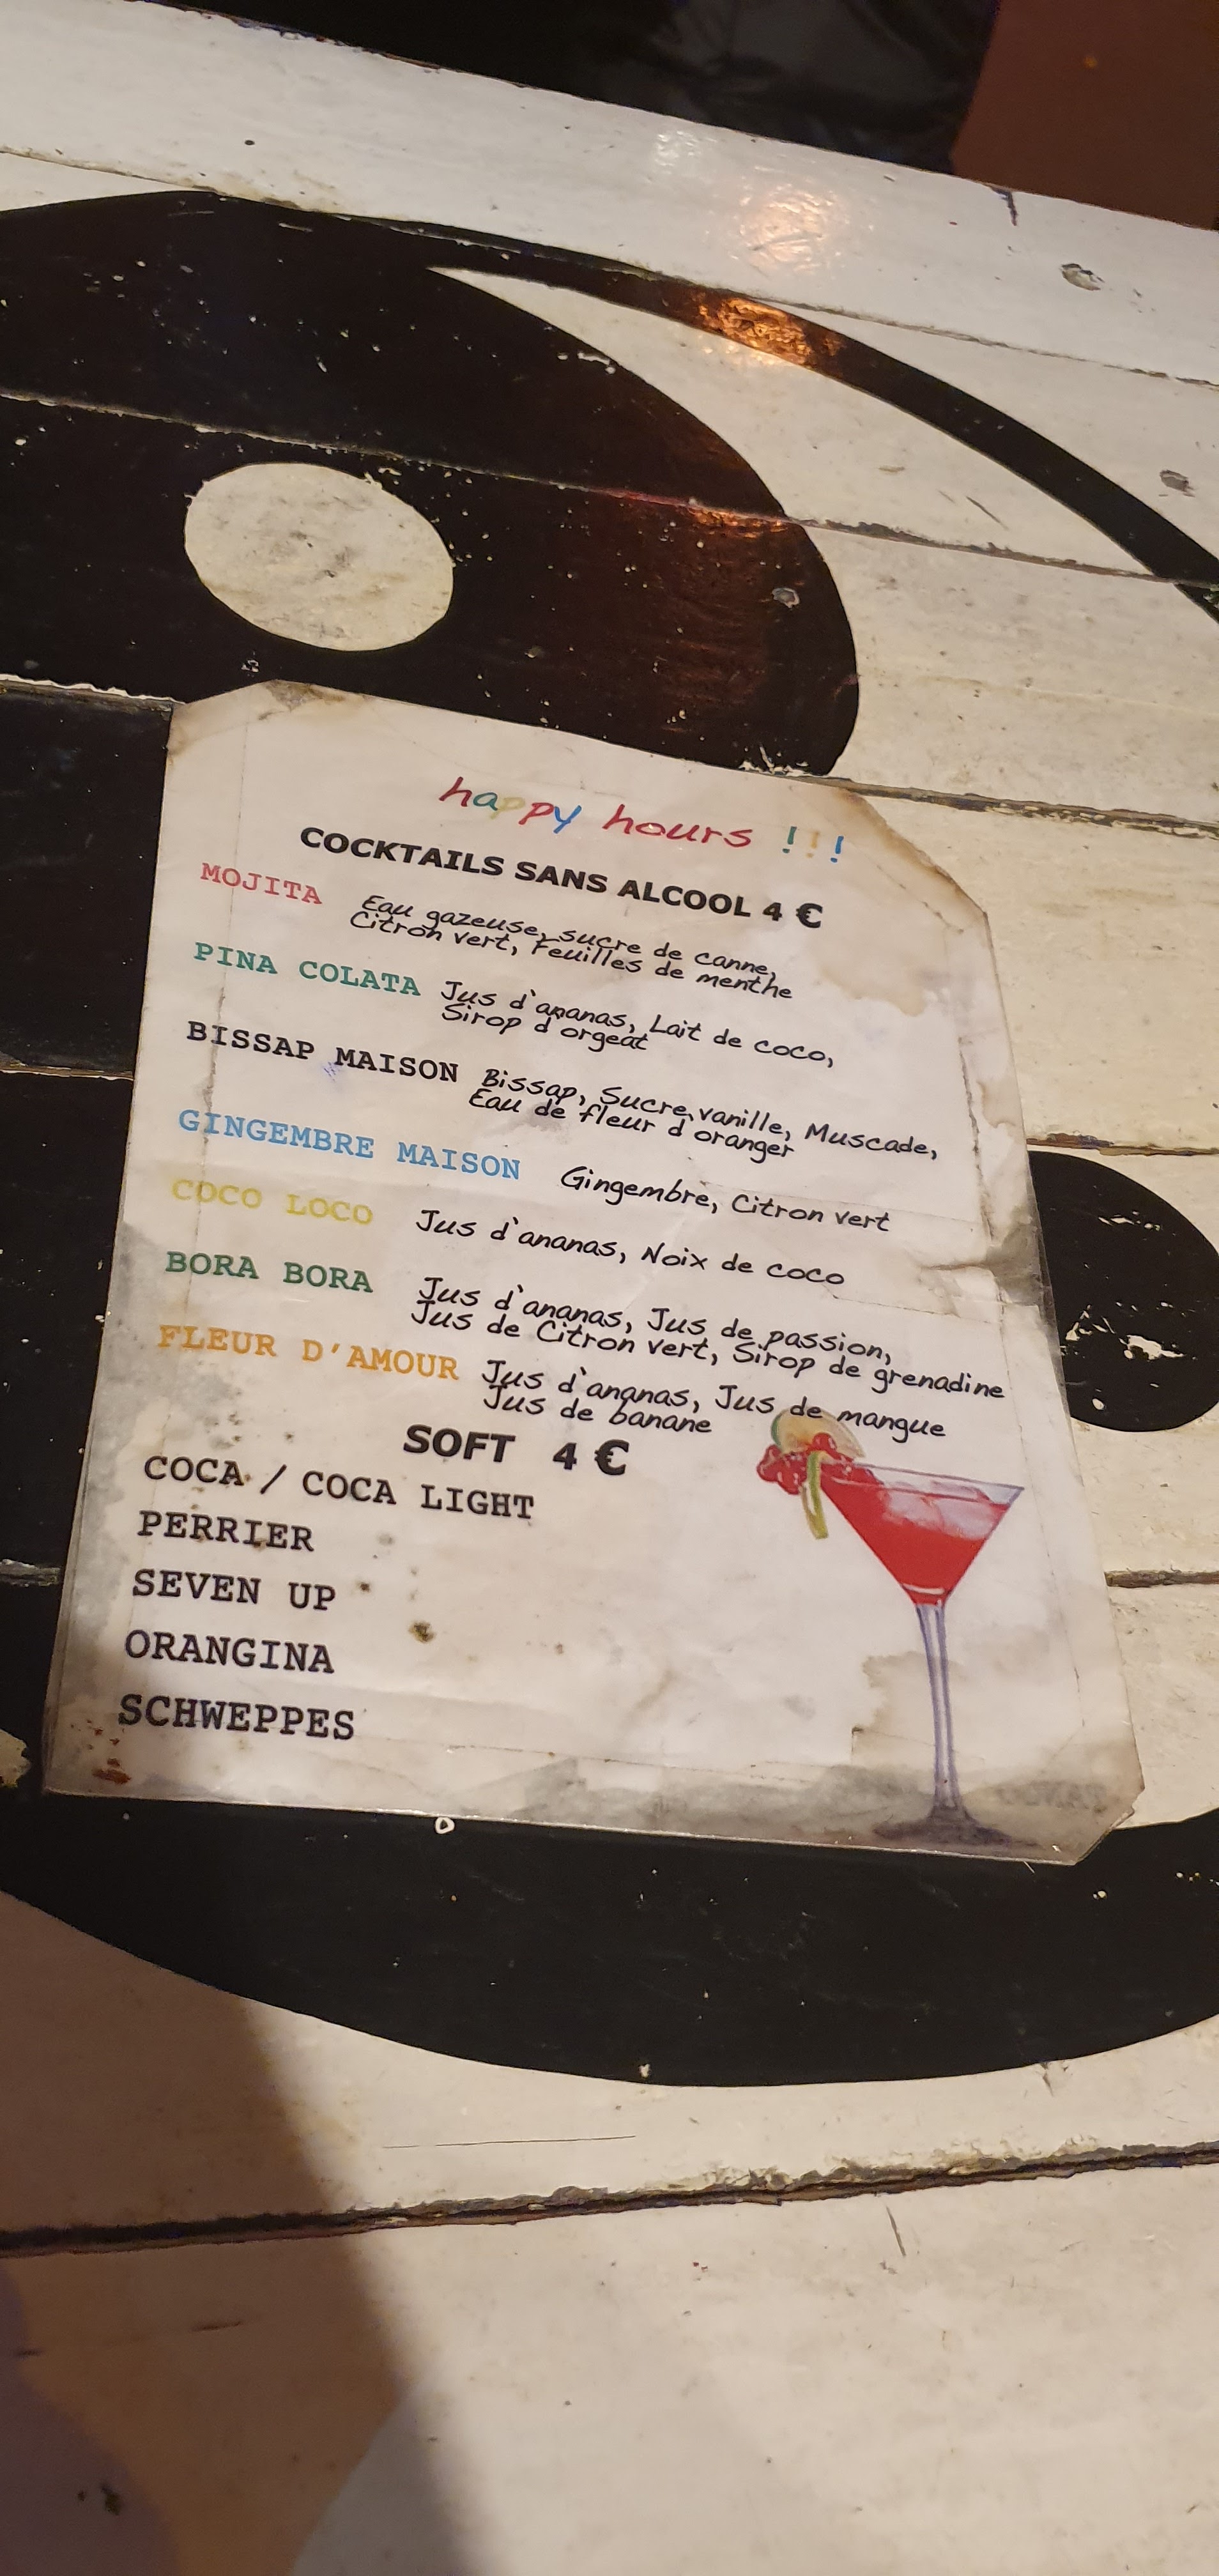 happy hours !!!
COCKTAILS SANS ALCOOL 4 €
MOJITA Eau gazeuse, sucre de canne,
Citron vert, Feuilles de menthe
PINA COLATA Jus d'ananas, Lait de coco,
Sirop d'orgeat
BISSAP MAISON Bissap, Sucre vanille, Muscade,
Eau de fleur d'oranger
GINGEMBRE MAISON Gingembre, Citron vert
COCO LOCO Jus d'ananas, Noix de coco
BORA BORA Jus d'ananas, Jus de passion,
Jus de Citron vert, Sirop de grenadine
FLEUR D'AMOUR Jus d'ananas, Jus de mangue
Jus de banane
SOFT 4 €
COCA / COCA LIGHT
PERRIER
SEVEN UP
ORANGINA
SCHWEPPES